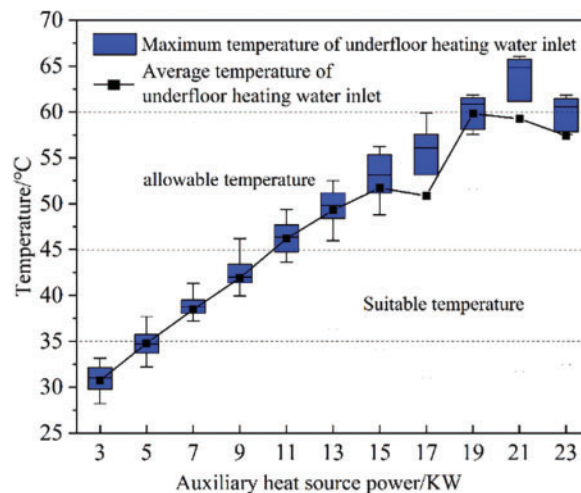 70
65
60
55
50
45
40
35
30
25
Temperature/°C
Maximum temperature of underfloor heating water inlet
Average temperature of
underfloor heating water inlet
allowable temperature
Suitable temperature
3 5 7 9 11 13 15 17 19 21 23
Auxiliary heat source power/KW